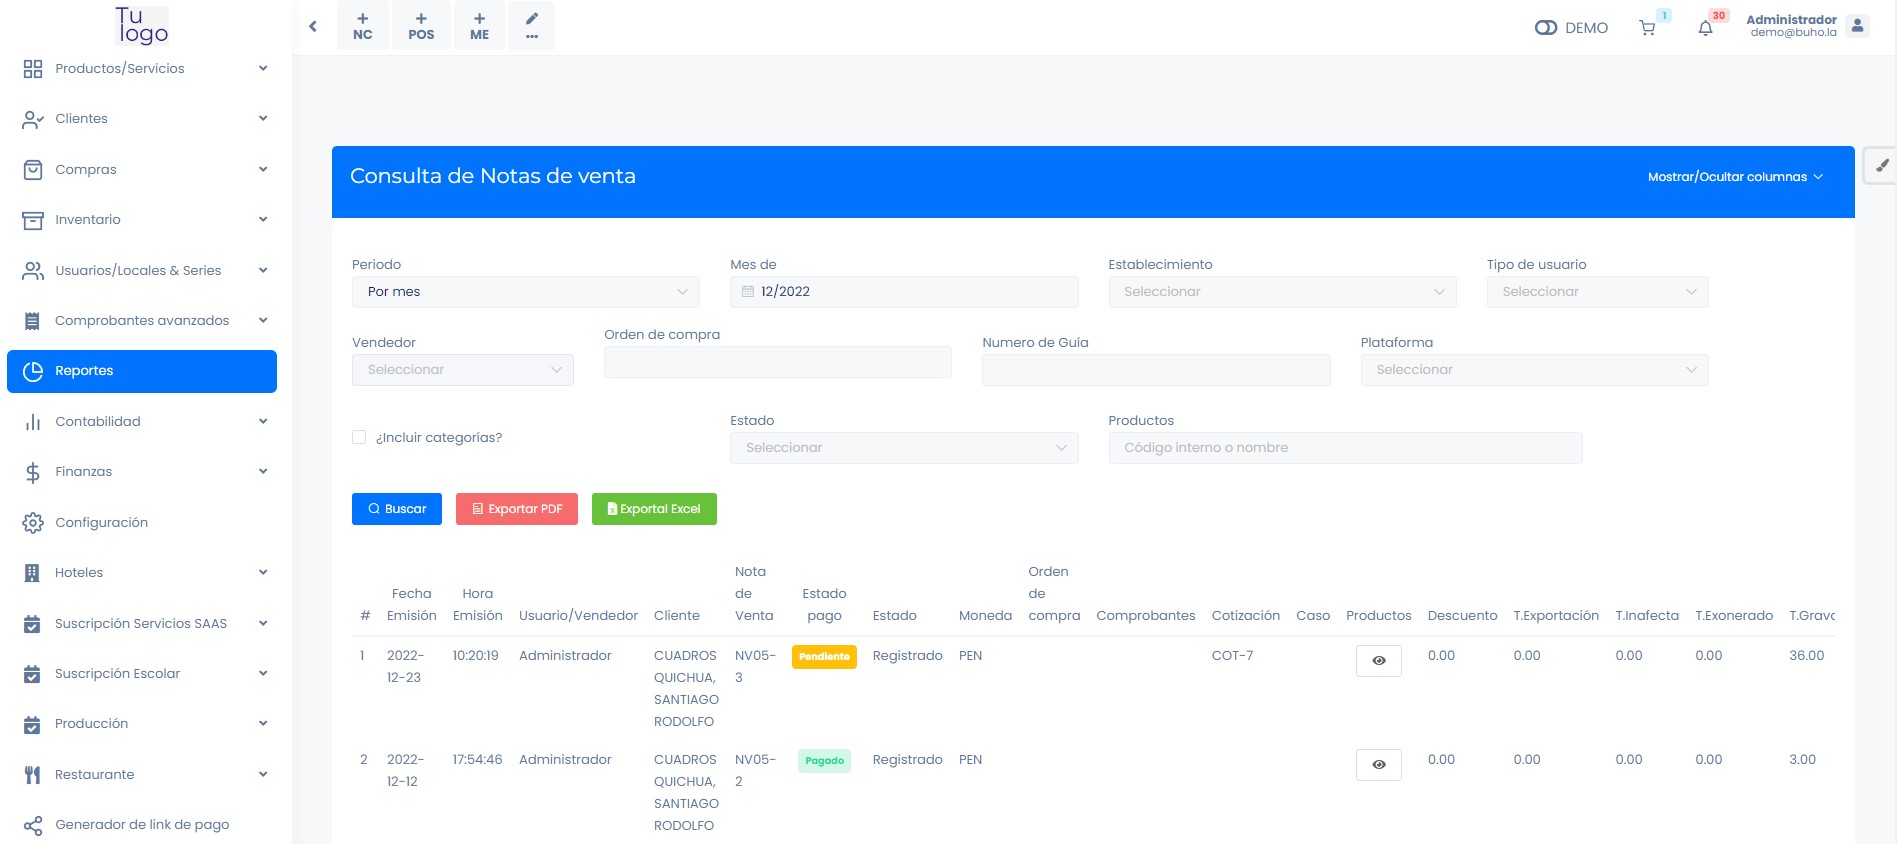 Tu
logo
Productos/Servicios
Clientes
Compras
Inventario
Usuarios/Locales & Series
Comprobantes avanzados
Reportes
Contabilidad
Finanzas
Configuración
Hoteles
Suscripción Servicios SAAS
Suscripción Escolar
Producción
Restaurante
Generador de link de pago
+ NC
+ POS
+ ME
...
DEMO
1
30
Administrador
demo@buho.la
Consulta de Notas de venta
Mostrar/Ocultar columnas
Periodo
Por mes
Mes de
12/2022
Establecimiento
Seleccionar
Tipo de usuario
Seleccionar
Vendedor
Seleccionar
Orden de compra
Numero de Guía
Plataforma
Seleccionar
¿Incluir categorías?
Estado
Seleccionar
Productos
Código interno o nombre
Buscar
Exportar PDF
Exportal Excel
# Fecha Emisión Hora Emisión Usuario/Vendedor Cliente Nota de Venta Estado pago Estado Moneda Orden de compra Comprobantes Cotización Caso Productos Descuento T.Exportación T.Inafecta T.Exonerado T.Grava
1 2022-12-23 10:20:19 Administrador CUADROS QUICHUA, SANTIAGO RODOLFO NV05-3 Pendiente Registrado PEN COT-7 0.00 0.00 0.00 0.00 36.00
2 2022-12-12 17:54:46 Administrador CUADROS QUICHUA, SANTIAGO RODOLFO NV05-2 Pagado Registrado PEN 0.00 0.00 0.00 0.00 3.00